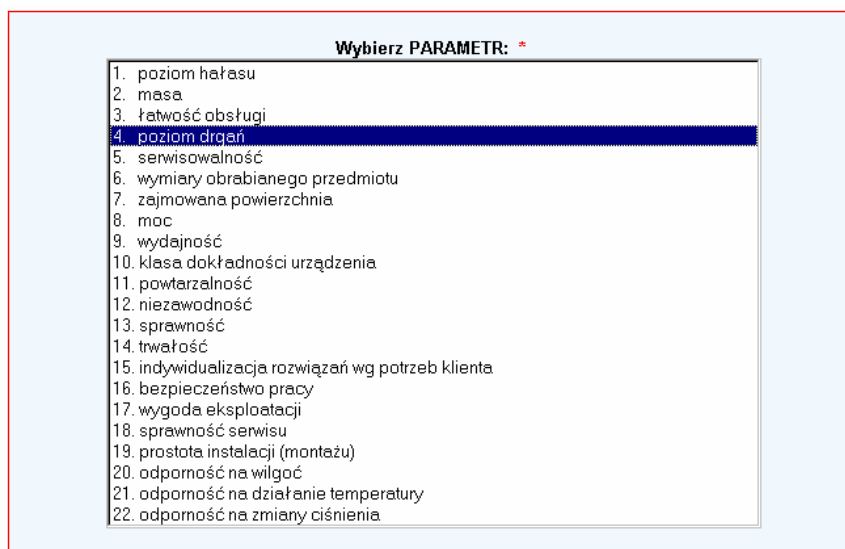 Wybierz PARAMETR: *
1. poziom hałasu
2. masa
3. łatwość obsługi
4. poziom drgań
5. serwisowalność
6. wymiary obrabianego przedmiotu
7. zajmowana powierzchnia
8. moc
9. wydajność
10. klasa dokładności urządzenia
11. powtarzalność
12. niezawodność
13. sprawność
14. trwałość
15. indywidualizacja rozwiązań wg potrzeb klienta
16. bezpieczeństwo pracy
17. wygoda eksploatacji
18. sprawność serwisu
19. prostota instalacji (montażu)
20. odporność na wilgoć
21. odporność na działanie temperatury
22. odporność na zmiany ciśnienia